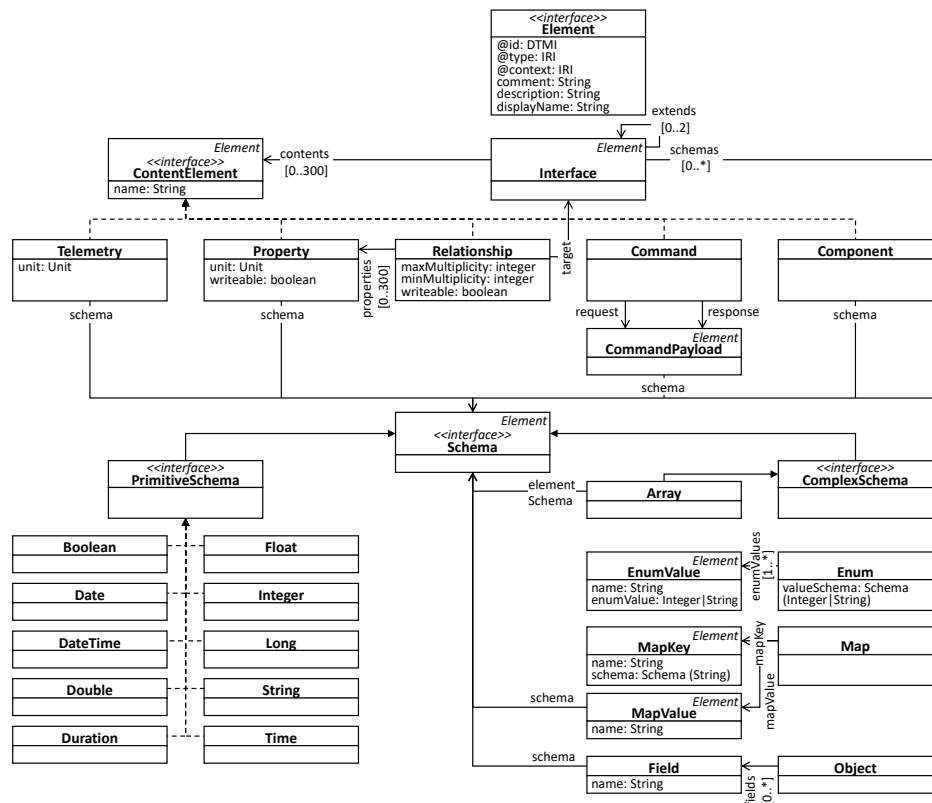 <<interface>>
Element
@id: DTMI
@type: IRI
@context: IRI
comment: String
description: String
displayName: String
extends
[0..2]
Element
<<interface>>
ContentElement
name: String
contents
[0..300]
Element
Interface
schemas
[0..*]
Telemetry
unit: Unit
Property
unit: Unit
writeable: boolean
properties
[0..300]
Relationship
maxMultiplicity: integer
minMultiplicity: integer
writeable: boolean
target
Command
Component
schema
schema
request
response
schema
Element
CommandPayload
schema
Element
<<interface>>
Schema
<<interface>>
PrimitiveSchema
element
Schema
Array
<<interface>>
ComplexSchema
Boolean
Float
Date
Integer
DateTime
Long
Double
String
Duration
Time
Element
EnumValue
name: String
enumValue: Integer|String
enumValues
[1..*]
Enum
valueSchema: Schema
(Integer|String)
Element
MapKey
name: String
schema: Schema (String)
mapKey
Map
mapValue
schema
Element
MapValue
name: String
schema
Field
name: String
fields
[0..*]
Object